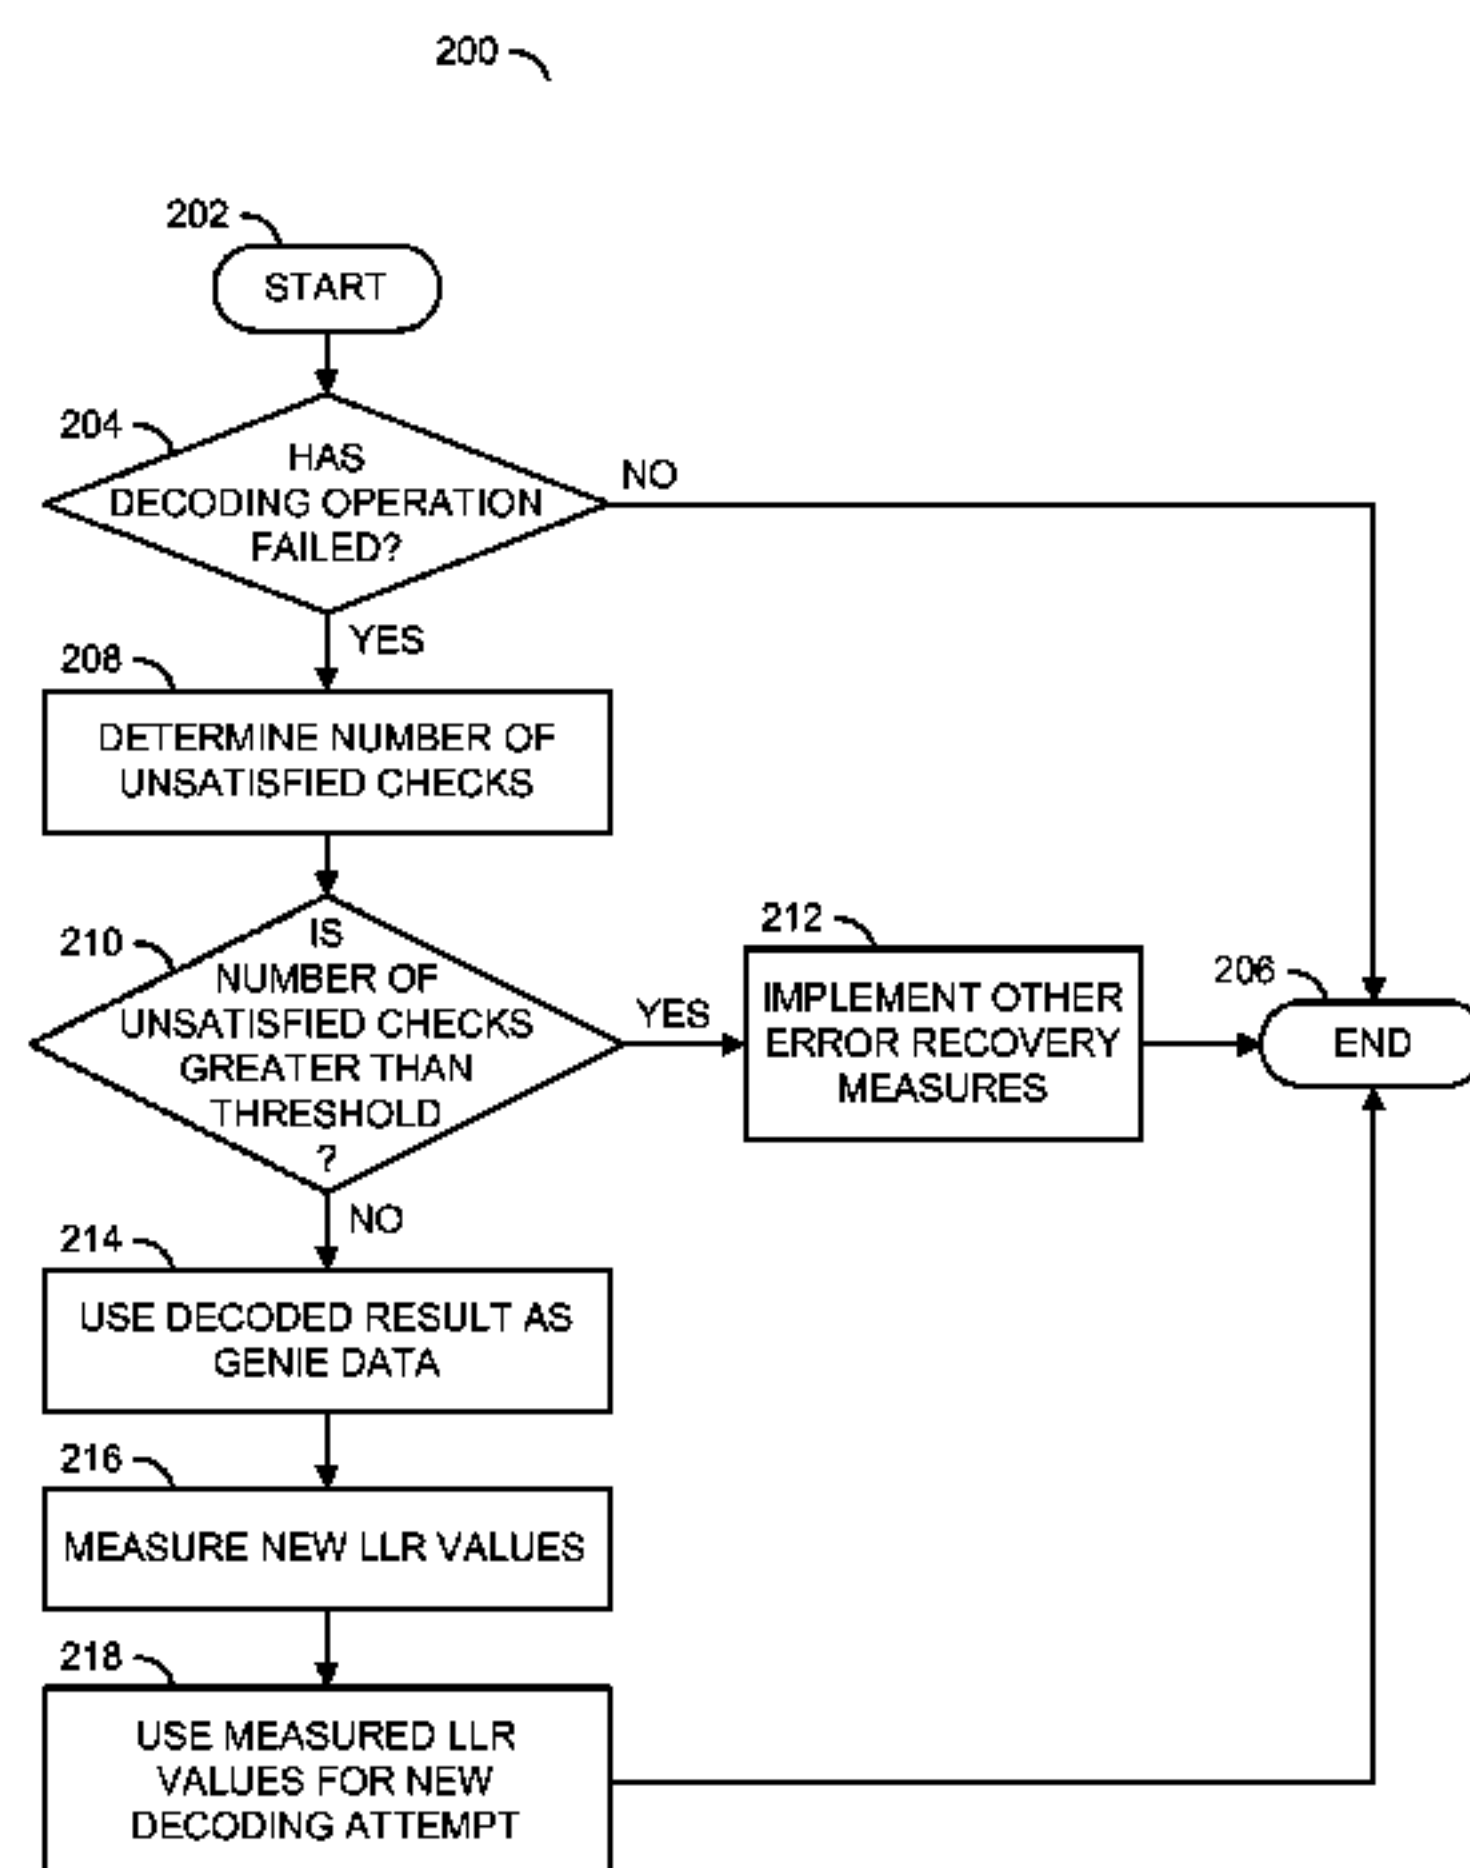 200
202
START
204
HAS
DECODING OPERATION
FAILED?
NO
YES
208
DETERMINE NUMBER OF
UNSATISFIED CHECKS
210
IS
NUMBER OF
UNSATISFIED CHECKS
GREATER THAN
THRESHOLD
?
YES
212
IMPLEMENT OTHER
ERROR RECOVERY
MEASURES
206
END
NO
214
USE DECODED RESULT AS
GENIE DATA
216
MEASURE NEW LLR VALUES
218
USE MEASURED LLR
VALUES FOR NEW
DECODING ATTEMPT